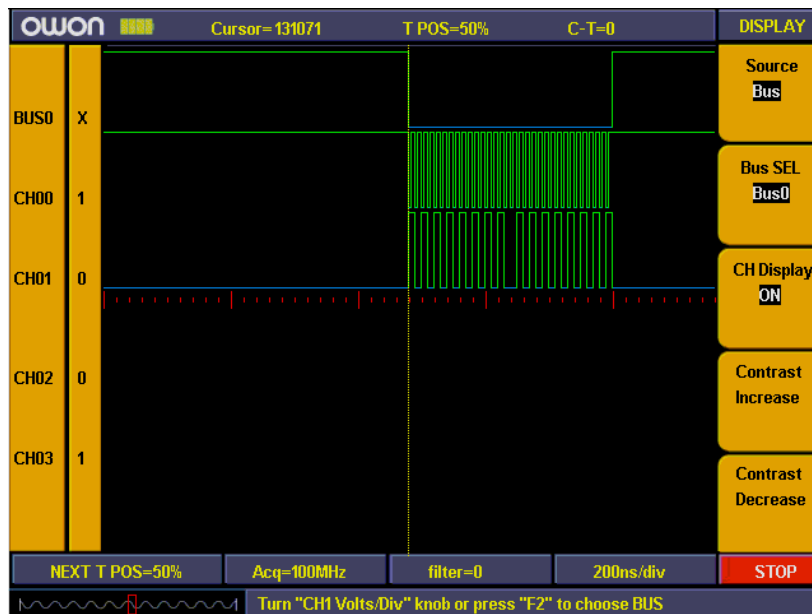 owon Cursor=131071 T POS=50% C-T=0 DISPLAY
Source
Bus
BUS0 X
Bus SEL
Bus0
CH00 1
CH01 0
CH Display
ON
CH02 0
Contrast
Increase
CH03 1
Contrast
Decrease
NEXT T POS=50% Acq=100MHz filter=0 200ns/div STOP
Turn "CH1 Volts/Div" knob or press "F2" to choose BUS